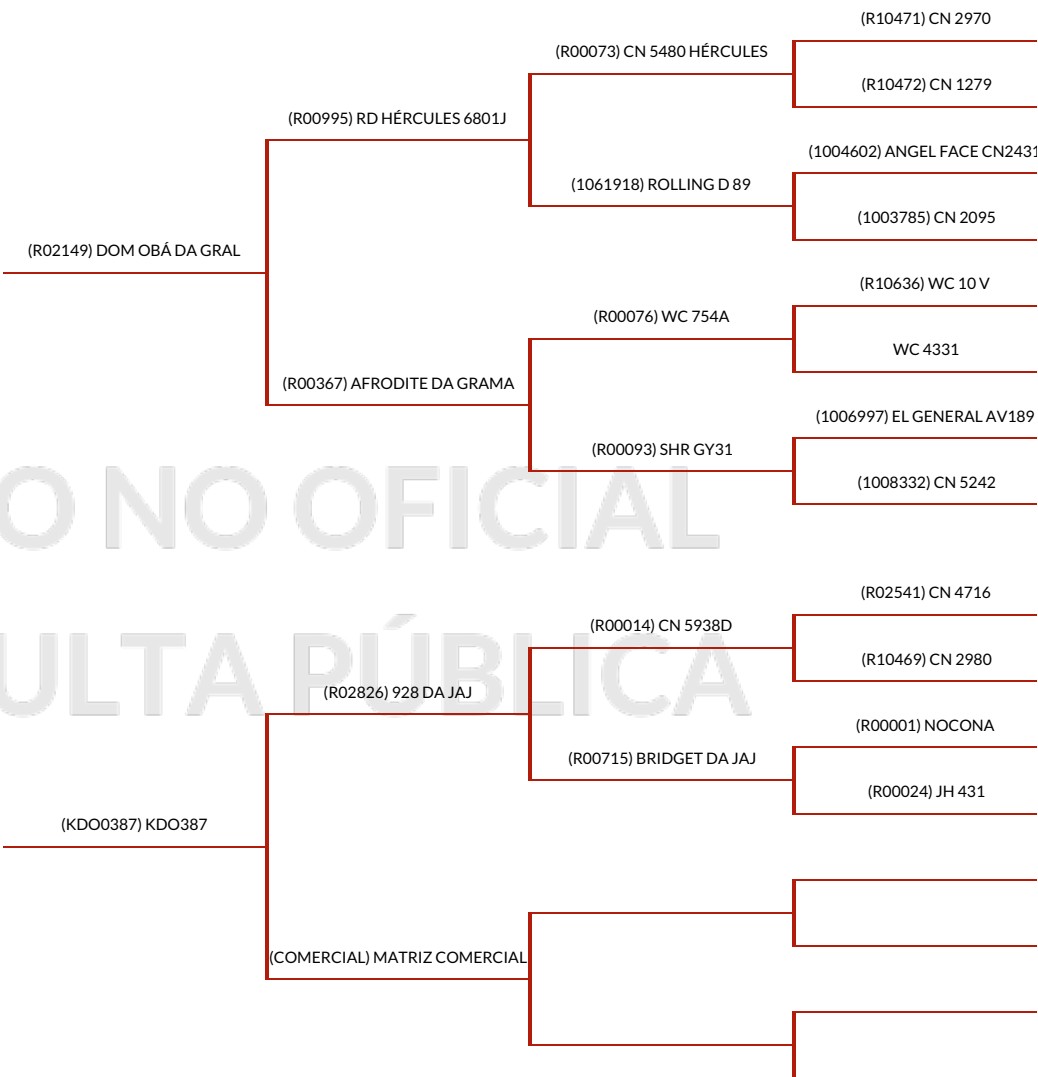 (R10471) CN 2970
(R00073) CN 5480 HÉRCULES
(R10472) CN 1279
(R00995) RD HÉRCULES 6801J
(1004602) ANGEL FACE CN2431
(1061918) ROLLING D 89
(1003785) CN 2095
(R02149) DOM OBÁ DA GRAL
(R10636) WC 10 V
(R00076) WC 754A
WC 4331
(R00367) AFRODITE DA GRAMA
(1006997) EL GENERAL AV189
(R00093) SHR GY31
(1008332) CN 5242
O NO OFICIAL
(R02541) CN 4716
(R00014) CN 5938D
(R10469) CN 2980
ULTA PÚBLICA
(R02826) 928 DA JAJ
(R00001) NOCONA
(R00715) BRIDGET DA JAJ
(R00024) JH 431
(KDO0387) KDO387
(COMERCIAL) MATRIZ COMERCIAL